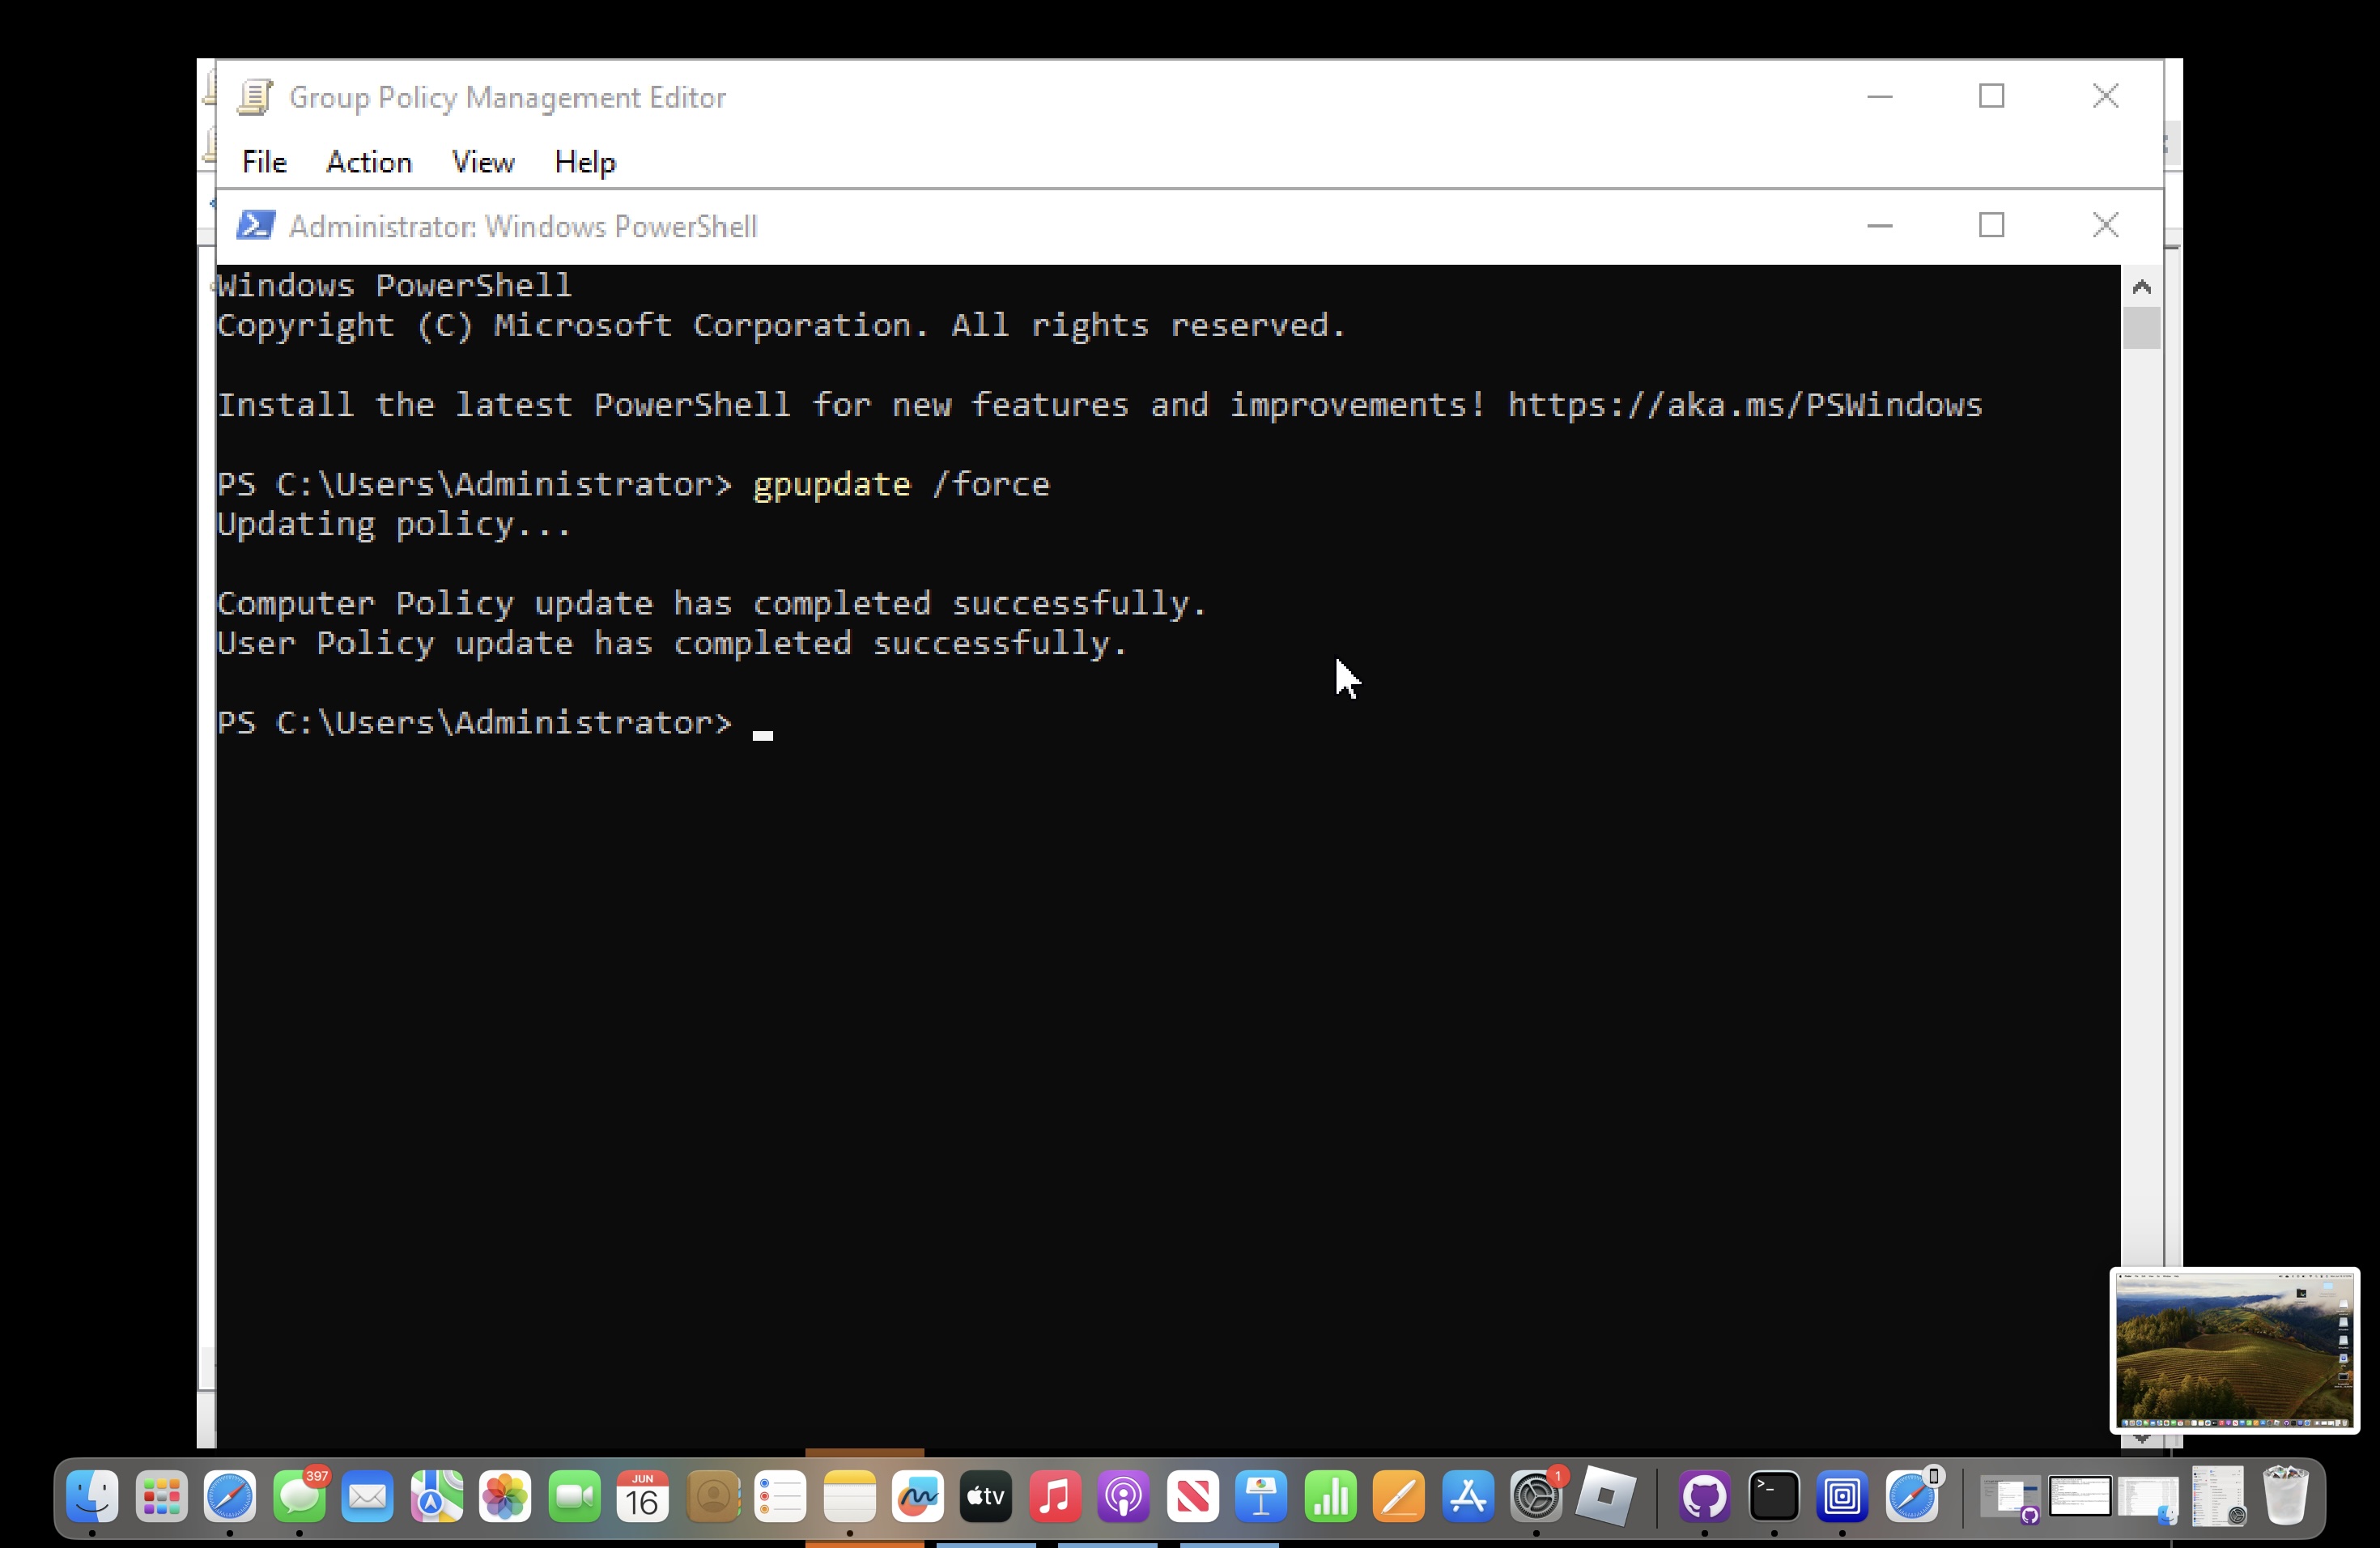 Group Policy Management Editor
File Action View Help
Administrator: Windows PowerShell
Windows PowerShell
Copyright (C) Microsoft Corporation. All rights reserved.
Install the latest PowerShell for new features and improvements! https://aka.ms/PSWindows
PS C:\Users\Administrator> gpupdate /force
Updating policy...
Computer Policy update has completed successfully.
User Policy update has completed successfully.
PS C:\Users\Administrator>
397
JUN
16
tv
1
>_